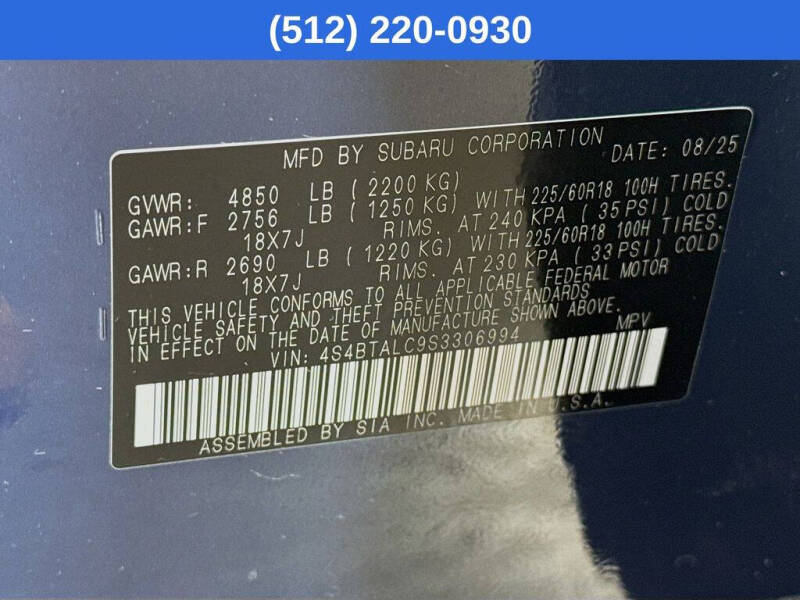 (512) 220-0930
MFD BY SUBARU CORPORATION DATE: 08/25
GVWR: 4850 LB (2200 KG)
GAWR:F 2756 LB (1250 KG) WITH 225/60R18 100H TIRES.
18X7J RIMS. AT 240 KPA (35 PSI) COLD
GAWR:R 2690 LB (1220 KG) WITH 225/60R18 100H TIRES.
18X7J RIMS. AT 230 KPA (33 PSI) COLD
THIS VEHICLE CONFORMS TO ALL APPLICABLE FEDERAL MOTOR
VEHICLE SAFETY AND THEFT PREVENTION STANDARDS
IN EFFECT ON THE DATE OF MANUFACTURE SHOWN ABOVE.
VIN: 4S4BTALC9S3306994 MPV
ASSEMBLED BY SIA INC. MADE IN U.S.A.